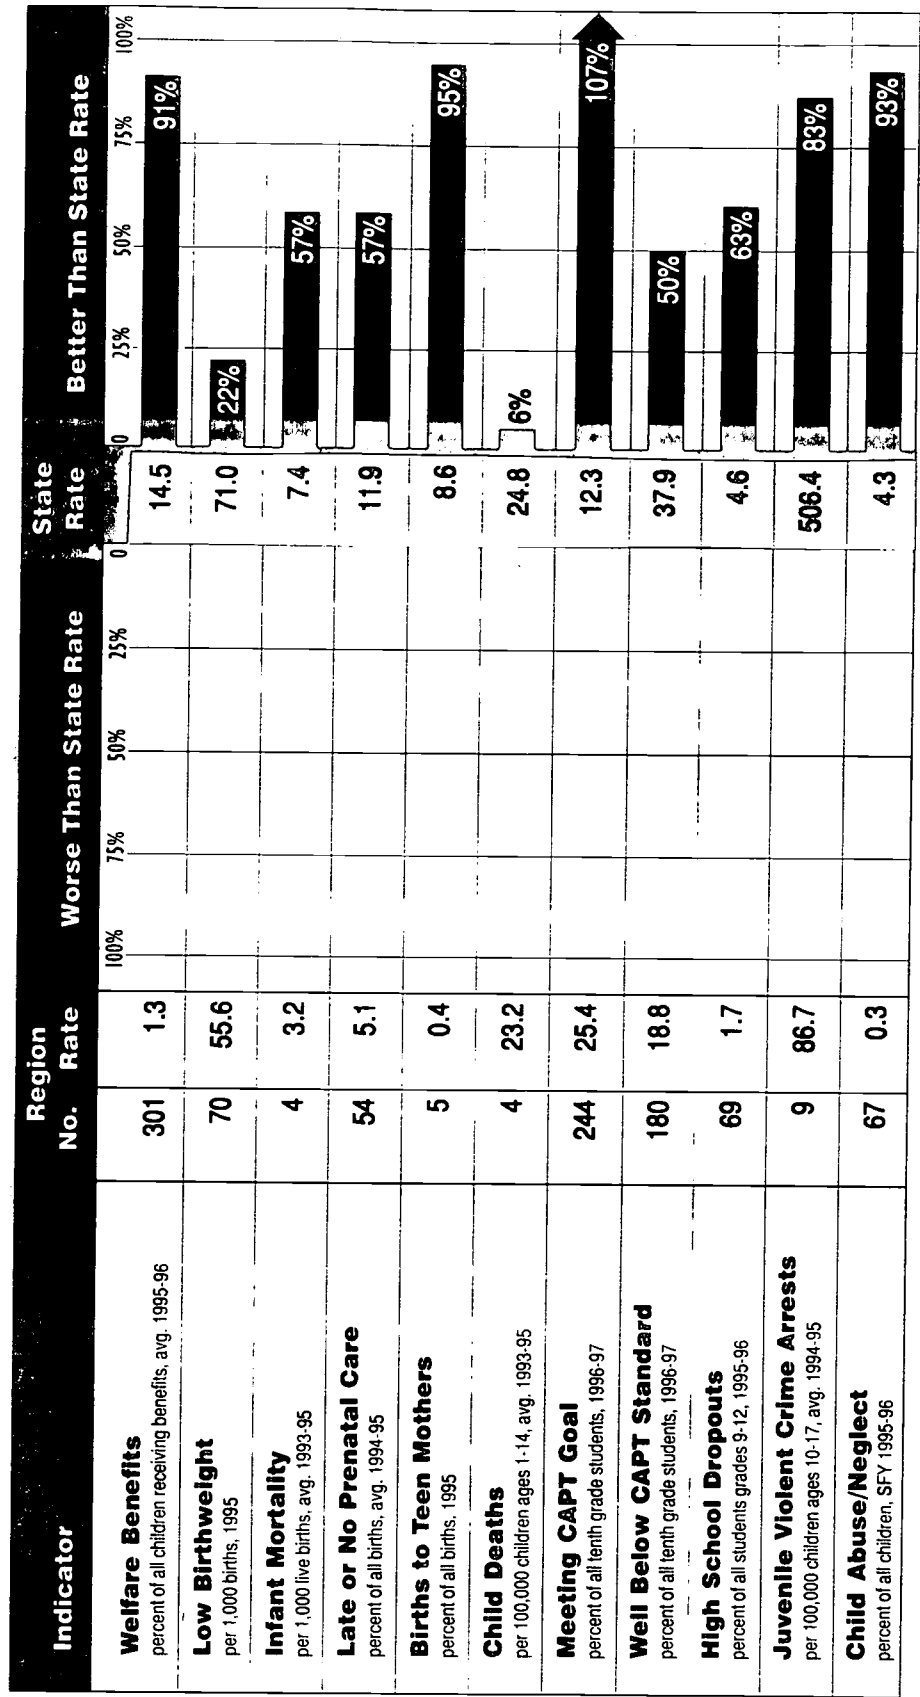 Indicator
Region
No. Rate
Worse Than State Rate
State
Rate
Better Than State Rate
100% 75% 50% 25% 0
0 25% 50% 75% 100%
Welfare Benefits
percent of all children receiving benefits, avg. 1995-96
301 1.3 14.5 91%
Low Birthweight
per 1,000 births, 1995
70 55.6 71.0 22%
Infant Mortality
per 1,000 live births, avg. 1993-95
4 3.2 7.4 57%
Late or No Prenatal Care
percent of all births, avg. 1994-95
54 5.1 11.9 57%
Births to Teen Mothers
percent of all births, 1995
5 0.4 8.6 95%
Child Deaths
per 100,000 children ages 1-14, avg. 1993-95
4 23.2 24.8 6%
Meeting CAPT Goal
percent of all tenth grade students, 1996-97
244 25.4 12.3 107%
Well Below CAPT Standard
percent of all tenth grade students, 1996-97
180 18.8 37.9 50%
High School Dropouts
percent of all students grades 9-12, 1995-96
69 1.7 4.6 63%
Juvenile Violent Crime Arrests
per 100,000 children ages 10-17, avg. 1994-95
9 86.7 506.4 83%
Child Abuse/Neglect
percent of all children, SFY 1995-96
67 0.3 4.3 93%